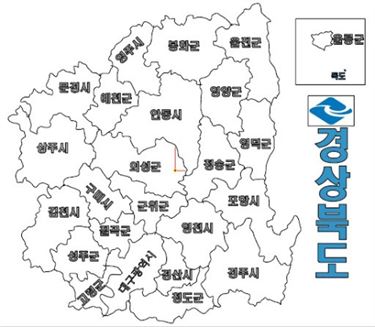 영주시
봉화군
울진군
울릉군
독도
문경시
예천군
안동시
영양군
상주시
의성군
청송군
영덕군
구미시
군위군
포항시
김천시
칠곡군
영천시
성주군
대구광역시
경산시
경주시
고령군
청도군
경상북도